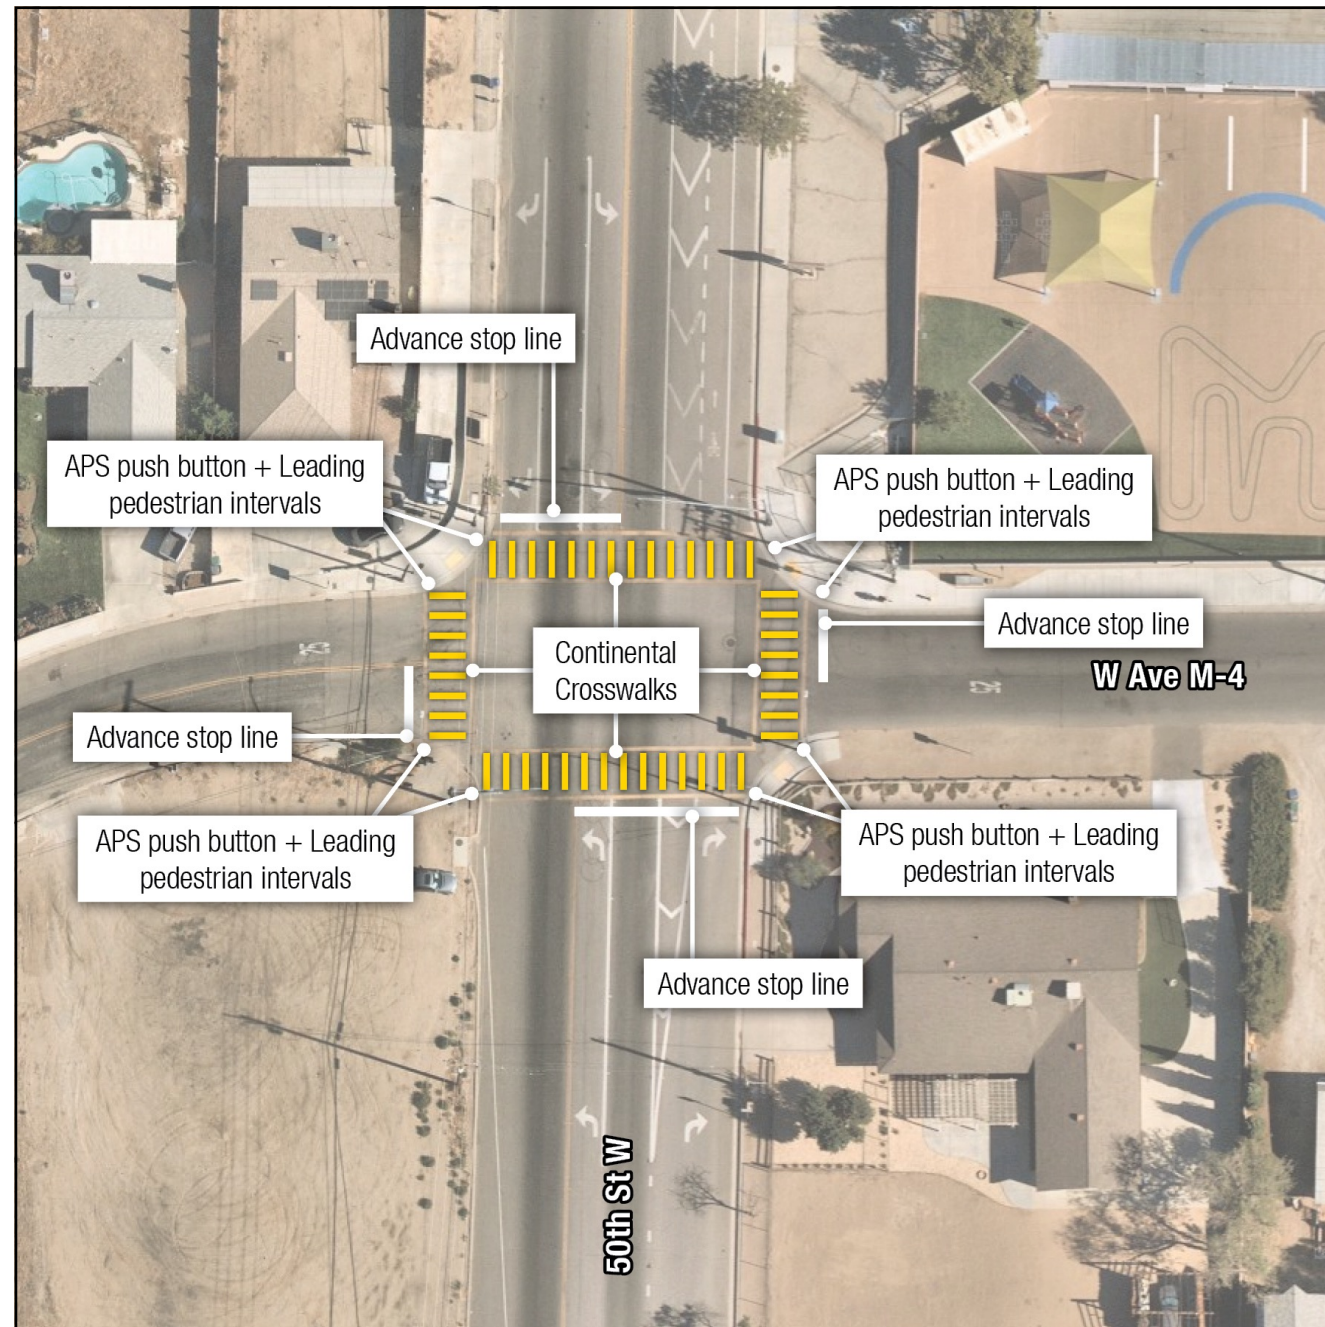 Advance stop line
APS push button + Leading
pedestrian intervals
APS push button + Leading
pedestrian intervals
Advance stop line
Continental
Crosswalks
W Ave M-4
25
25
Advance stop line
APS push button + Leading
pedestrian intervals
APS push button + Leading
pedestrian intervals
Advance stop line
50th St W